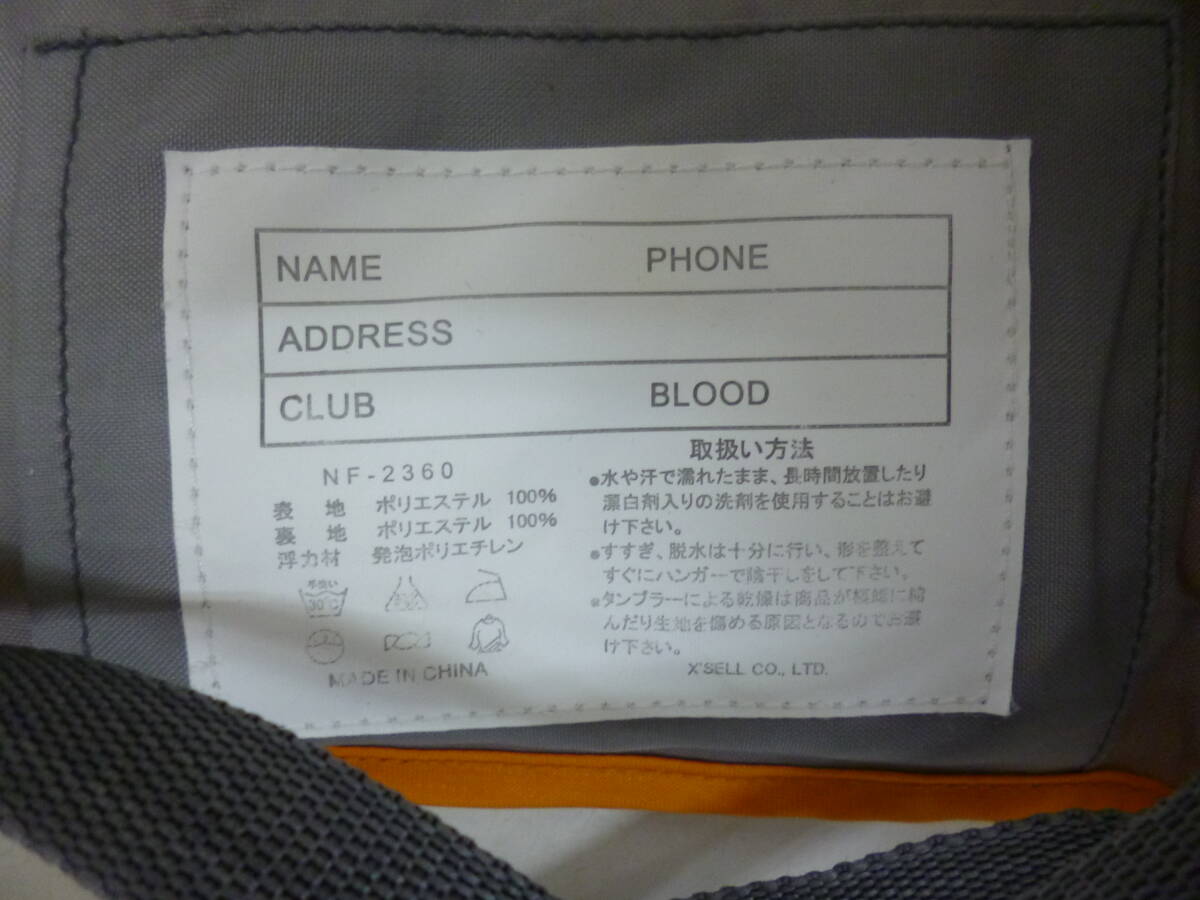 NAME PHONE
ADDRESS
CLUB BLOOD
NF-2360
表 地 ポリエステル 100%
裏 地 ポリエステル 100%
浮力材 発泡ポリエチレン
手洗い
30℃
MADE IN CHINA
取扱い方法
●水や汗で濡れたまま、長時間放置したり
漂白剤入りの洗剤を使用することはお避
け下さい。
●すすぎ、脱水は十分に行い、形を整えて
すぐにハンガーで陰干しをして下さい。
※タンブラーによる乾燥は商品が極端に縮
んだり生地を傷める原因となるのでお避
け下さい。
X'SELL CO., LTD.